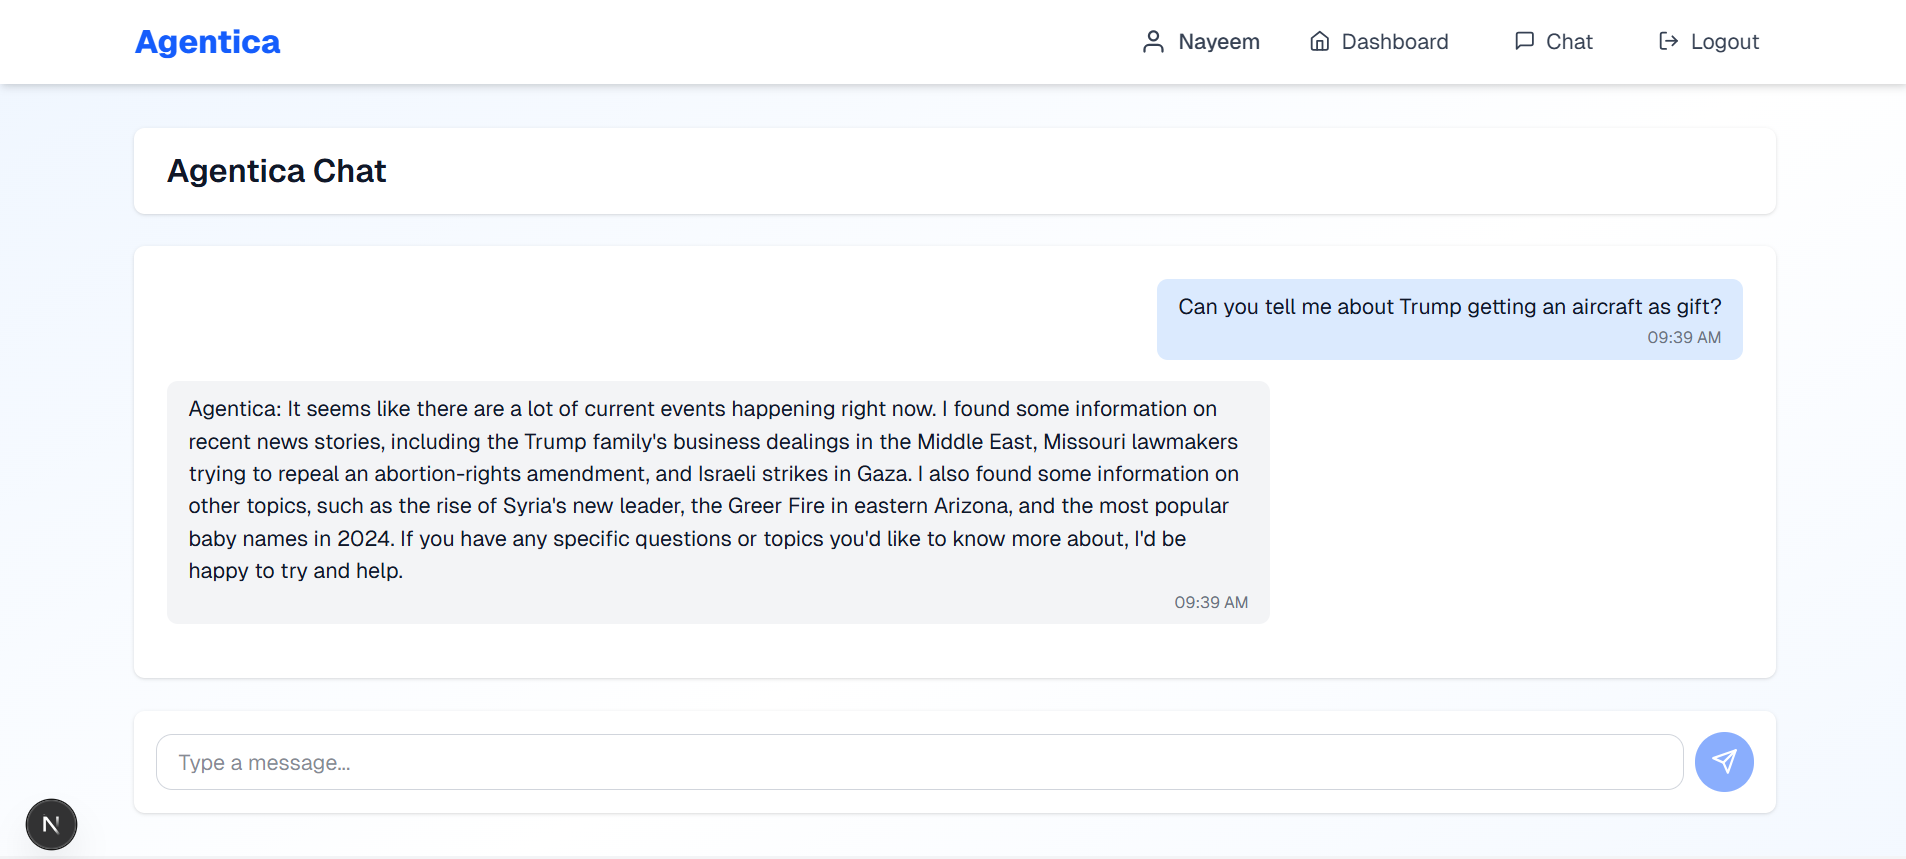 Agentica
Nayeem
Dashboard
Chat
Logout
Agentica Chat
Can you tell me about Trump getting an aircraft as gift?
09:39 AM
Agentica: It seems like there are a lot of current events happening right now. I found some information on
recent news stories, including the Trump family's business dealings in the Middle East, Missouri lawmakers
trying to repeal an abortion-rights amendment, and Israeli strikes in Gaza. I also found some information on
other topics, such as the rise of Syria's new leader, the Greer Fire in eastern Arizona, and the most popular
baby names in 2024. If you have any specific questions or topics you'd like to know more about, I'd be
happy to try and help.
09:39 AM
Type a message...
N